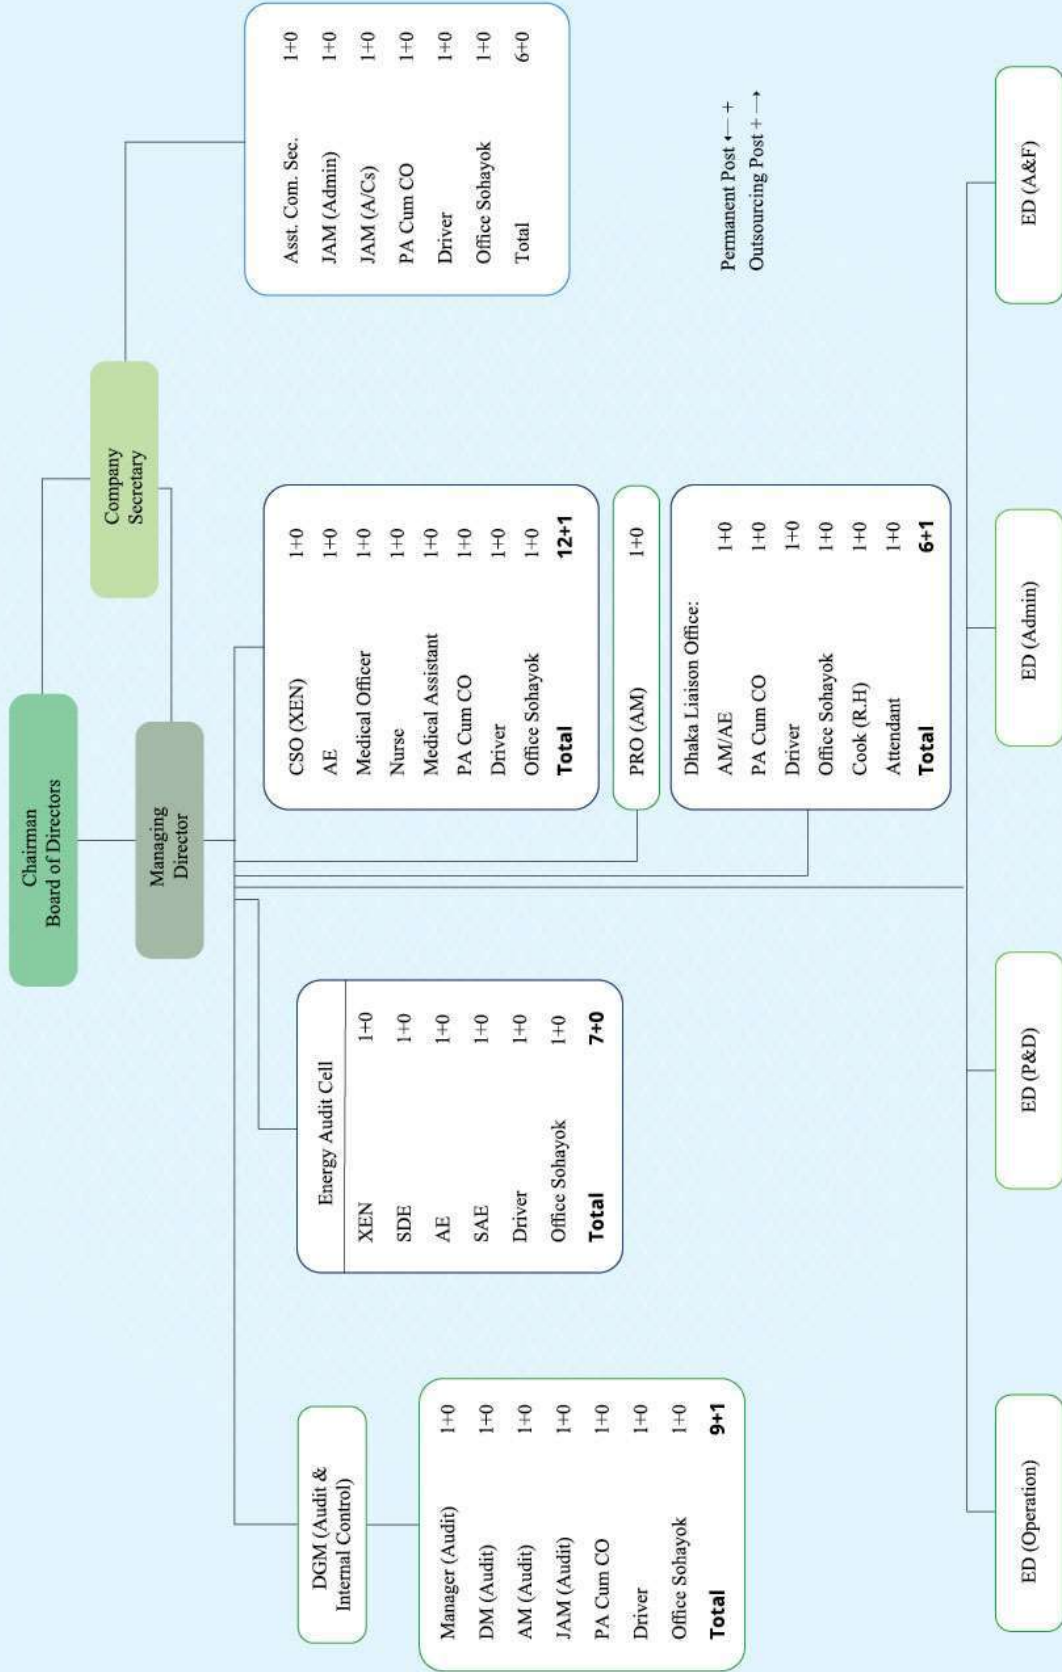 Chairman
Board of Directors
Company
Secretary
Managing
Director
Asst. Com. Sec. 1+0
JAM (Admin) 1+0
JAM (A/Cs) 1+0
PA Cum CO 1+0
Driver 1+0
Office Sohayok 1+0
Total 6+0
DGM (Audit &
Internal Control)
Manager (Audit) 1+0
DM (Audit) 1+0
AM (Audit) 1+0
JAM (Audit) 1+0
PA Cum CO 1+0
Driver 1+0
Office Sohayok 1+0
Total 9+1
Energy Audit Cell
XEN 1+0
SDE 1+0
AE 1+0
SAE 1+0
Driver 1+0
Office Sohayok 1+0
Total 7+0
CSO (XEN) 1+0
AE 1+0
Medical Officer 1+0
Nurse 1+0
Medical Assistant 1+0
PA Cum CO 1+0
Driver 1+0
Office Sohayok 1+0
Total 12+1
PRO (AM) 1+0
Dhaka Liaison Office:
AM/AE 1+0
PA Cum CO 1+0
Driver 1+0
Office Sohayok 1+0
Cook (R.H) 1+0
Attendant 1+0
Total 6+1
Permanent Post ← +
Outsourcing Post + →
ED (Operation)
ED (P&D)
ED (Admin)
ED (A&F)